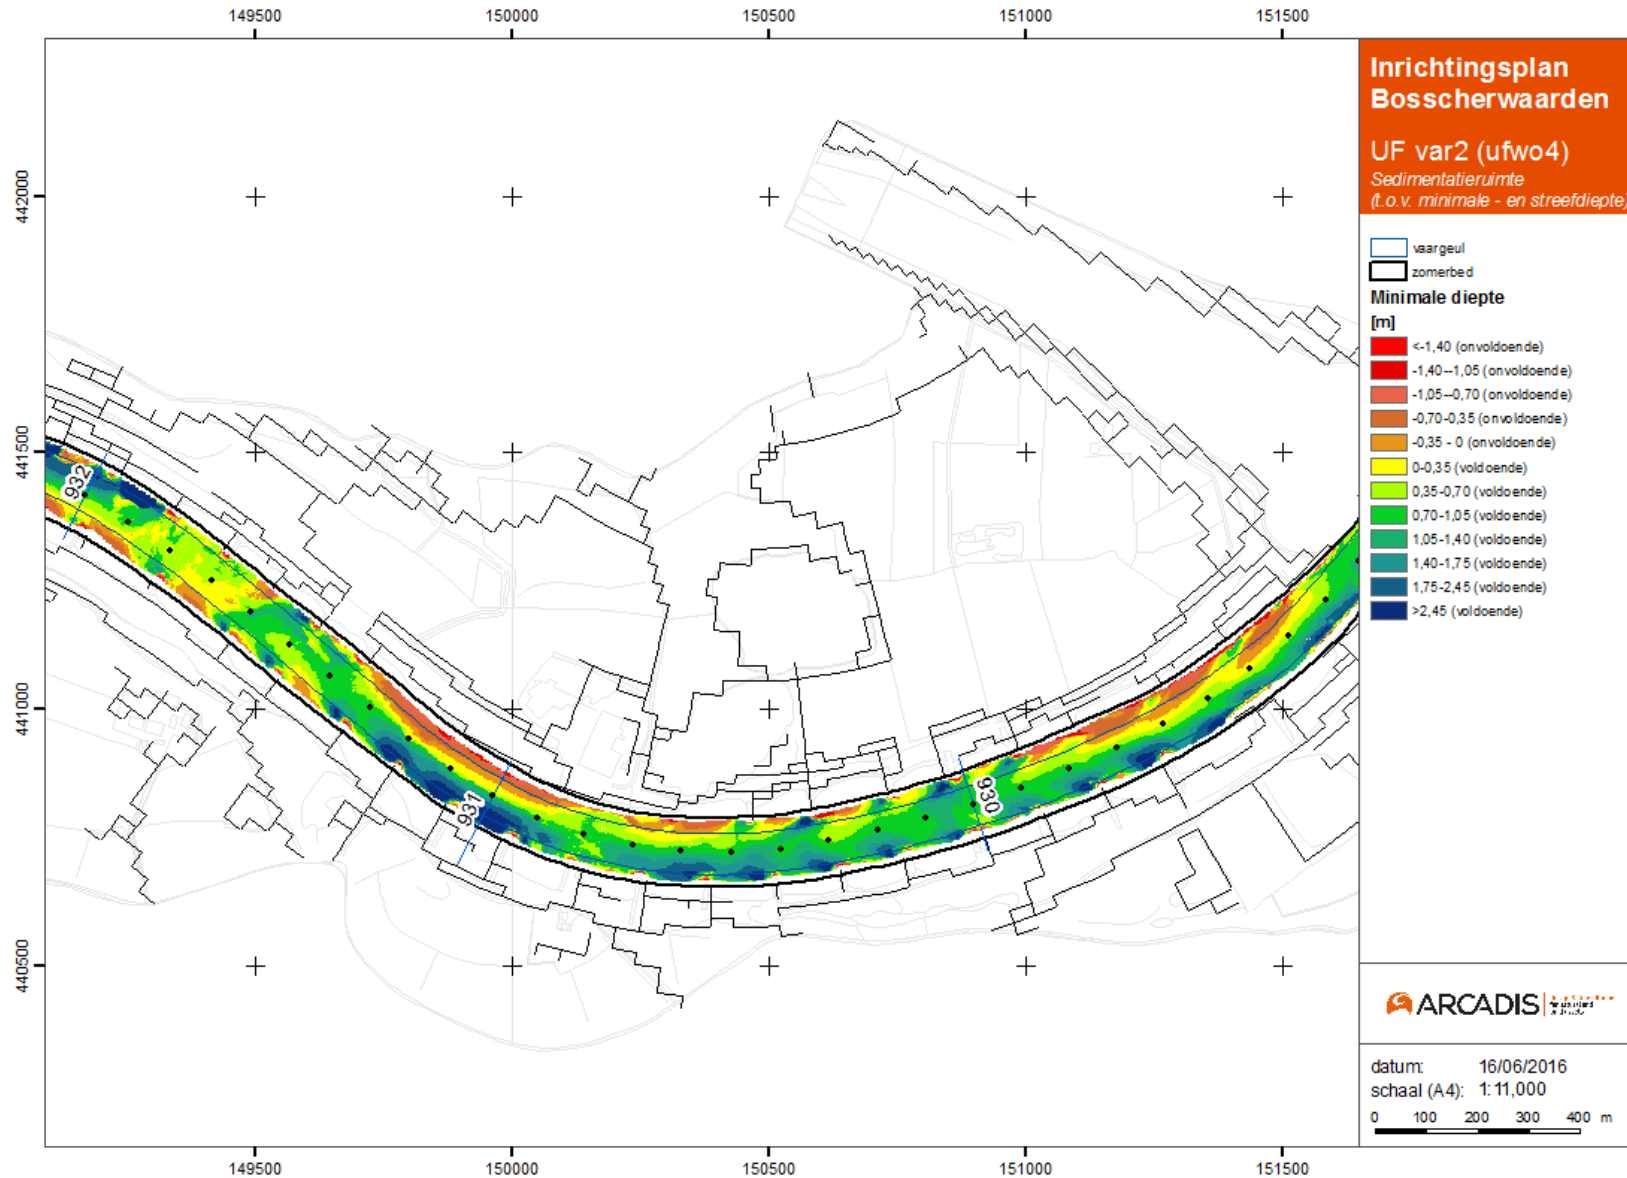 149500 150000 150500 151000 151500
442000
441500
441000
440500
932
931
930
149500 150000 150500 151000 151500
Inrichtingsplan
Bosscherwaarden
UF var2 (ufwo4)
Sedimentatieruimte
(t.o.v. minimale - en streefdiepte)
vaargeul
zomerbed
Minimale diepte
[m]
<-1,40 (onvoldoende)
-1,40--1,05 (onvoldoende)
-1,05--0,70 (onvoldoende)
-0,70-0,35 (onvoldoende)
-0,35 - 0 (onvoldoende)
0-0,35 (voldoende)
0,35-0,70 (voldoende)
0,70-1,05 (voldoende)
1,05-1,40 (voldoende)
1,40-1,75 (voldoende)
1,75-2,45 (voldoende)
>2,45 (voldoende)
ARCADIS
datum: 16/06/2016
schaal (A4): 1:11,000
0 100 200 300 400 m